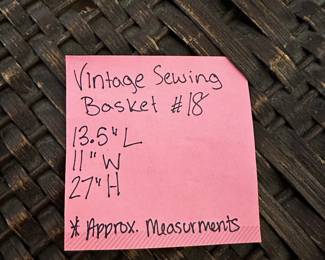 Vintage Sewing
Basket #18
13.5" L
11" W
27" H
* Approx. Measurments